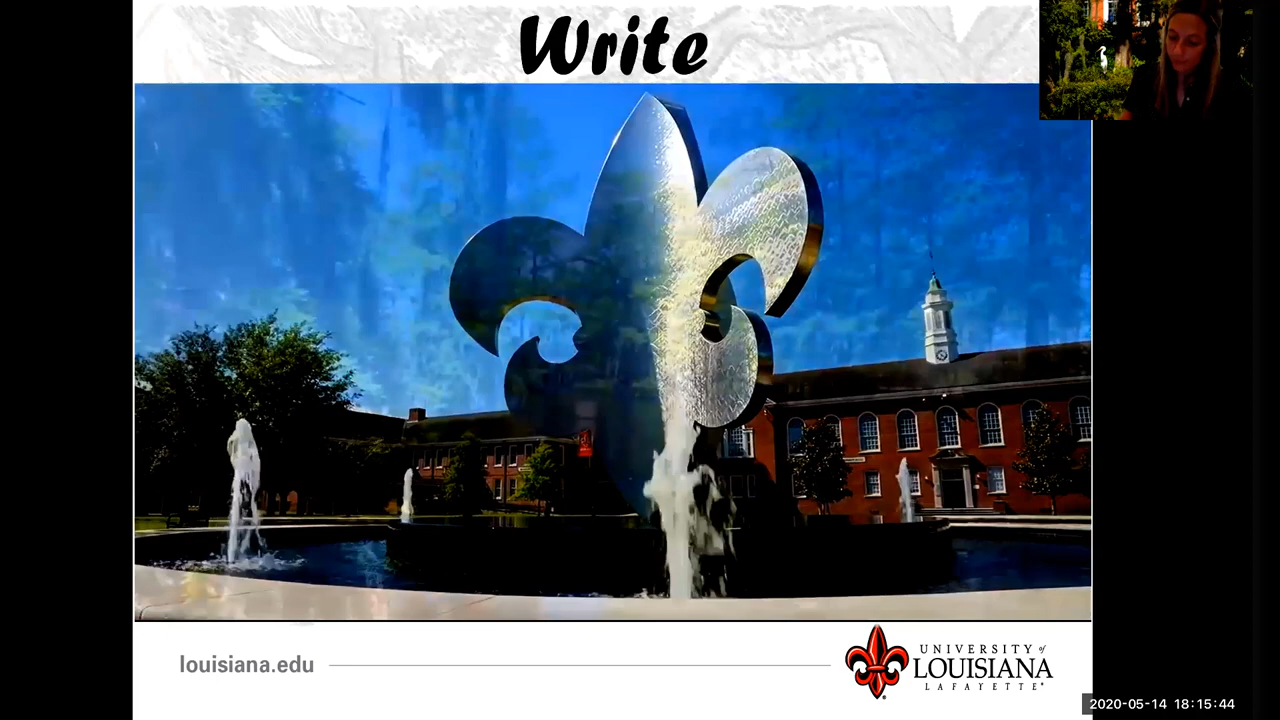 Write
louisiana.edu
UNIVERSITY of
LOUISIANA
LAFAYETTE
2020-05-14 18:15:44